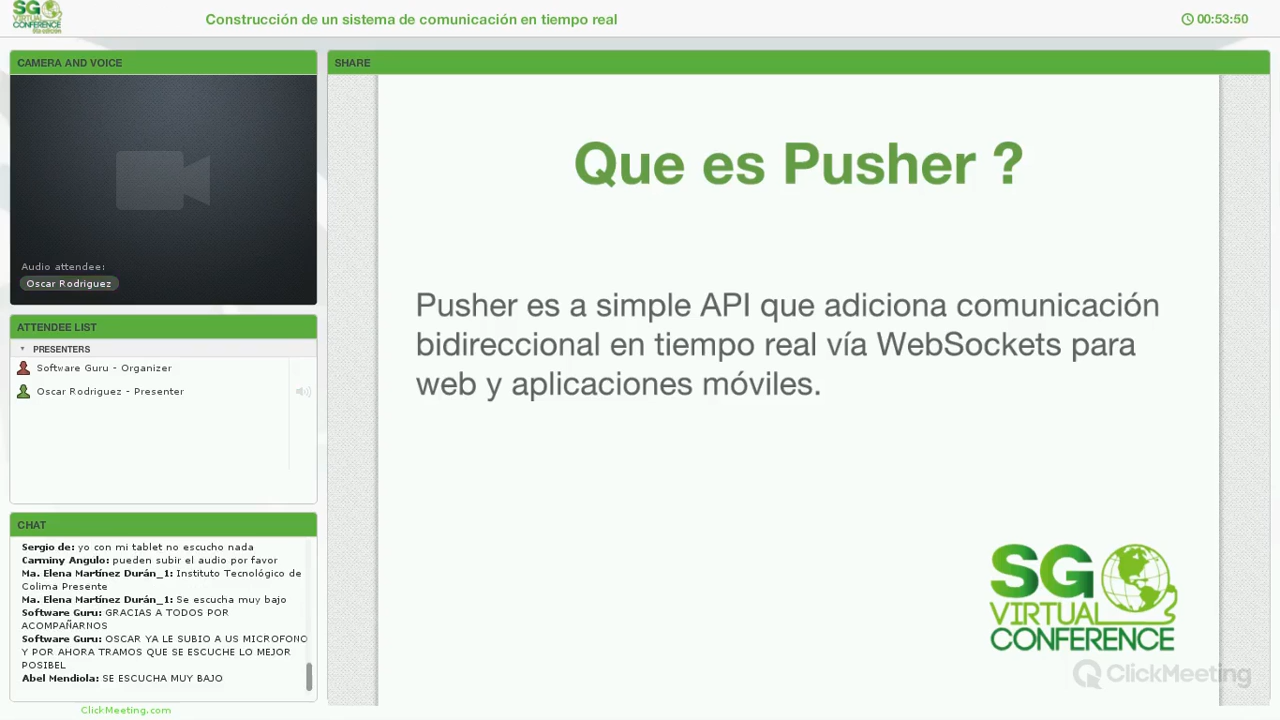 SG
VIRTUAL
CONFERENCE
Construcción de un sistema de comunicación en tiempo real
00:53:50
CAMERA AND VOICE
Audio attendee:
Oscar Rodriguez
ATTENDEE LIST
PRESENTERS
Software Guru - Organizer
Oscar Rodriguez - Presenter
CHAT
Sergio de: yo con mi tablet no escucho nada
Carminy Angulo: pueden subir el audio por favor
Ma. Elena Martínez Durán_1: Instituto Tecnológico de
Colima Presente
Ma. Elena Martínez Durán_1: Se escucha muy bajo
Software Guru: GRACIAS A TODOS POR
ACOMPAÑARNOS
Software Guru: OSCAR YA LE SUBIO A US MICROFONO
Y POR AHORA TRAMOS QUE SE ESCUCHE LO MEJOR
POSIBEL
Abel Mendiola: SE ESCUCHA MUY BAJO
ClickMeeting.com
SHARE
Que es Pusher ?
Pusher es a simple API que adiciona comunicación
bidireccional en tiempo real vía WebSockets para
web y aplicaciones móviles.
SG
VIRTUAL
CONFERENCE
ClickMeeting